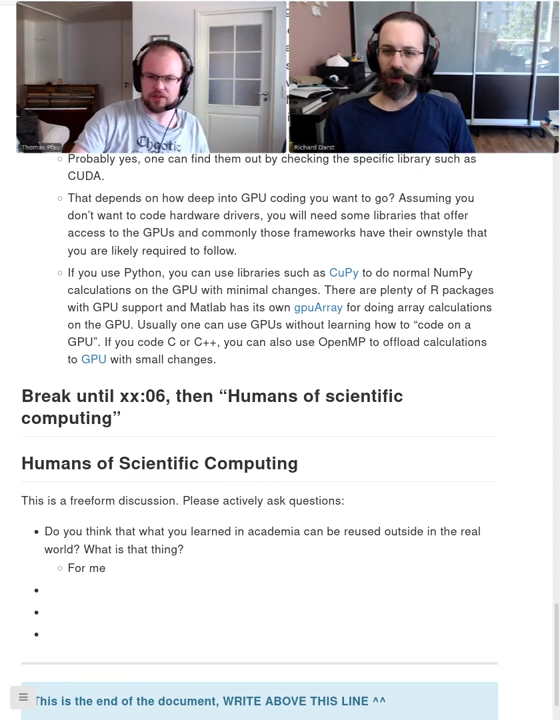 Chaotic
Thomas Pfau
Richard Darst
Probably yes, one can find them out by checking the specific library such as
CUDA.
That depends on how deep into GPU coding you want to go? Assuming you
don’t want to code hardware drivers, you will need some libraries that offer
access to the GPUs and commonly those frameworks have their ownstyle that
you are likely required to follow.
If you use Python, you can use libraries such as CuPy to do normal NumPy
calculations on the GPU with minimal changes. There are plenty of R packages
with GPU support and Matlab has its own gpuArray for doing array calculations
on the GPU. Usually one can use GPUs without learning how to “code on a
GPU”. If you code C or C++, you can also use OpenMP to offload calculations
to GPU with small changes.
Break until xx:06, then “Humans of scientific
computing”
Humans of Scientific Computing
This is a freeform discussion. Please actively ask questions:
Do you think that what you learned in academia can be reused outside in the real
world? What is that thing?
For me
This is the end of the document, WRITE ABOVE THIS LINE ^^